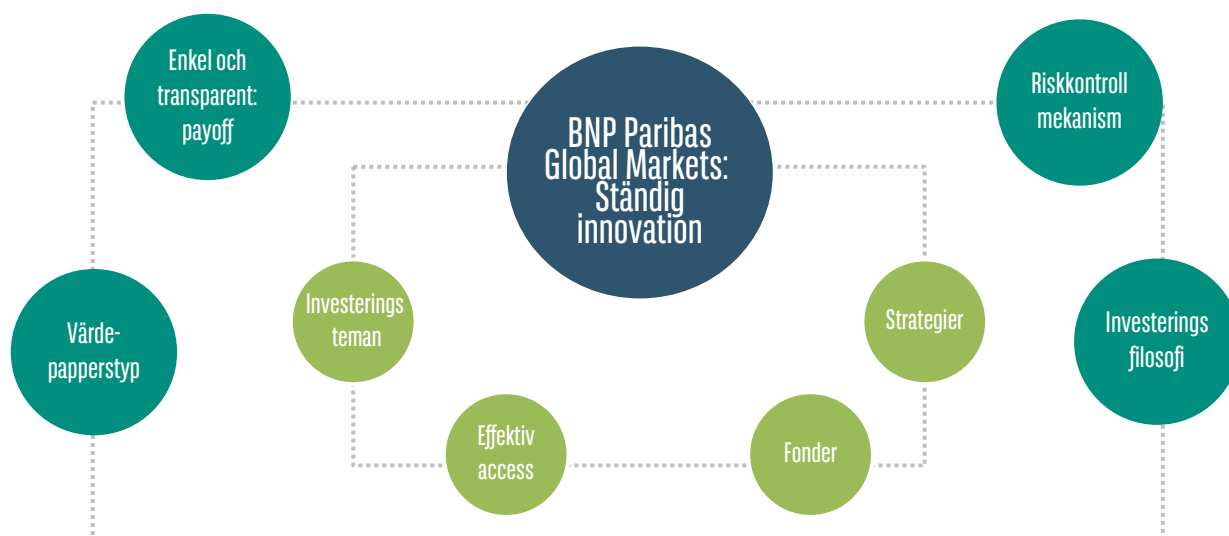 Enkel och
transparent:
payoff
BNP Paribas
Global Markets:
Ständig
innovation
Riskkontroll
mekanism
Investerings
teman
Strategier
Värde-
papperstyp
Investerings
filosofi
Effektiv
access
Fonder